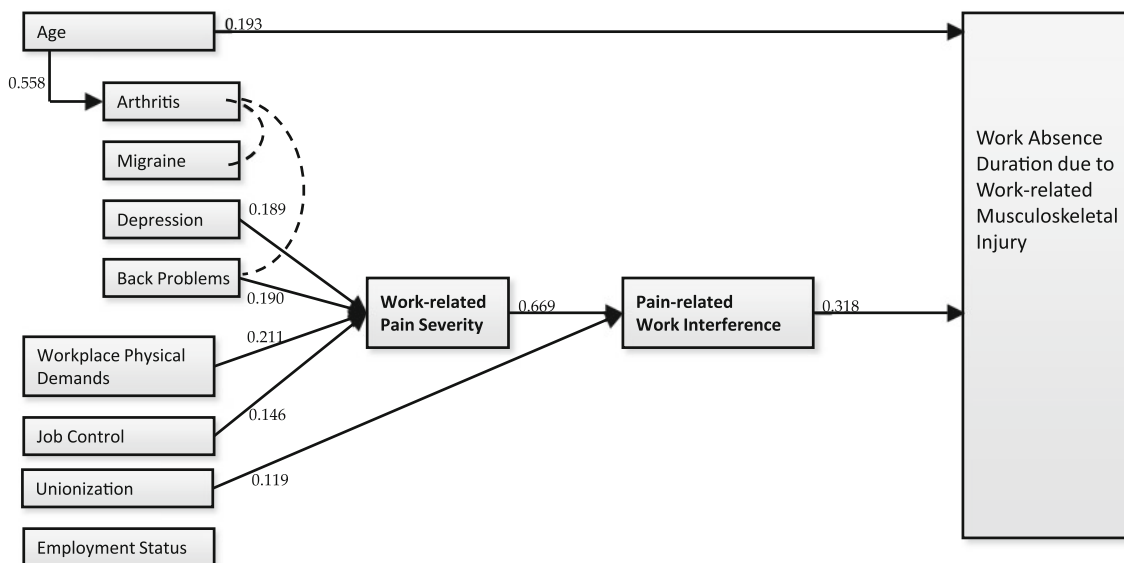 Age
0.193
0.558
Arthritis
Migraine
Depression
0.189
Back Problems
0.190
Workplace Physical
Demands
0.211
Job Control
0.146
Unionization
0.119
Employment Status
Work-related
Pain Severity
0.669
Pain-related
Work Interference
0.318
Work Absence
Duration due to
Work-related
Musculoskeletal
Injury